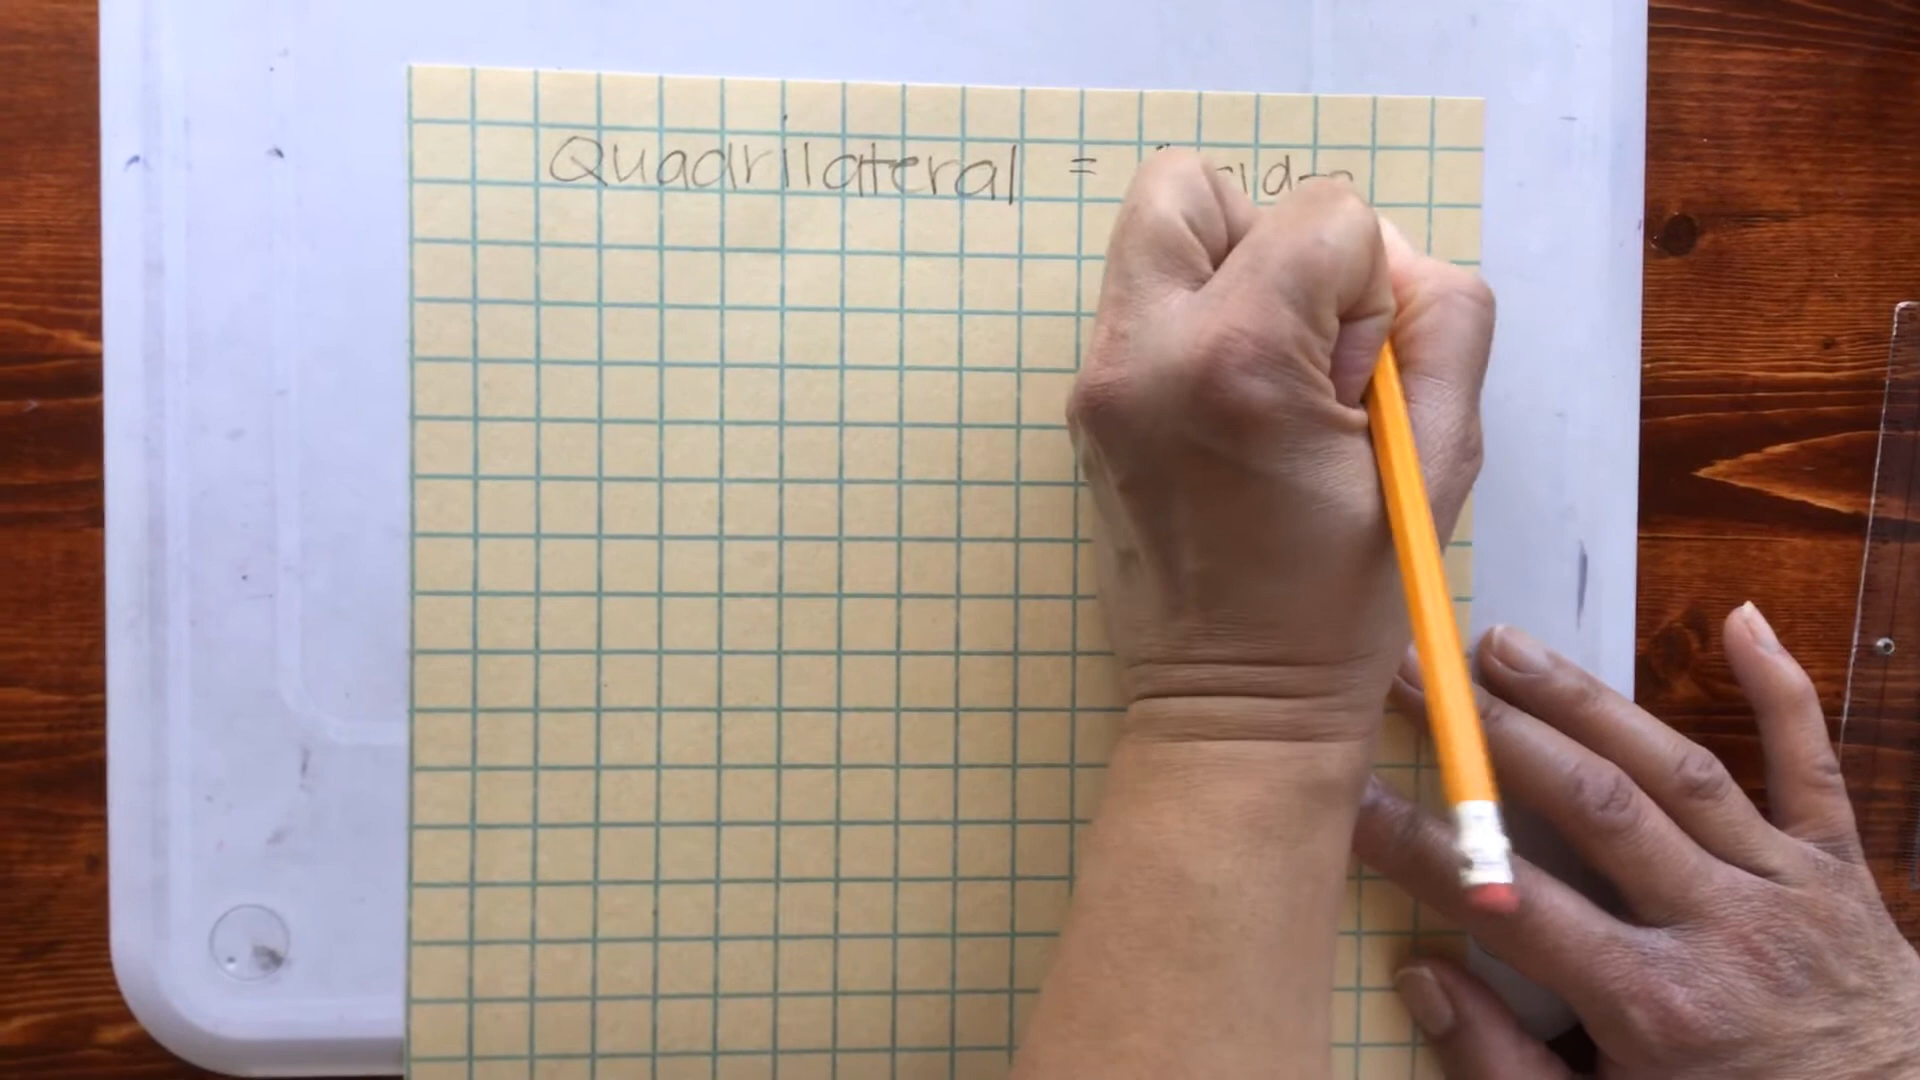 Quadrilateral =